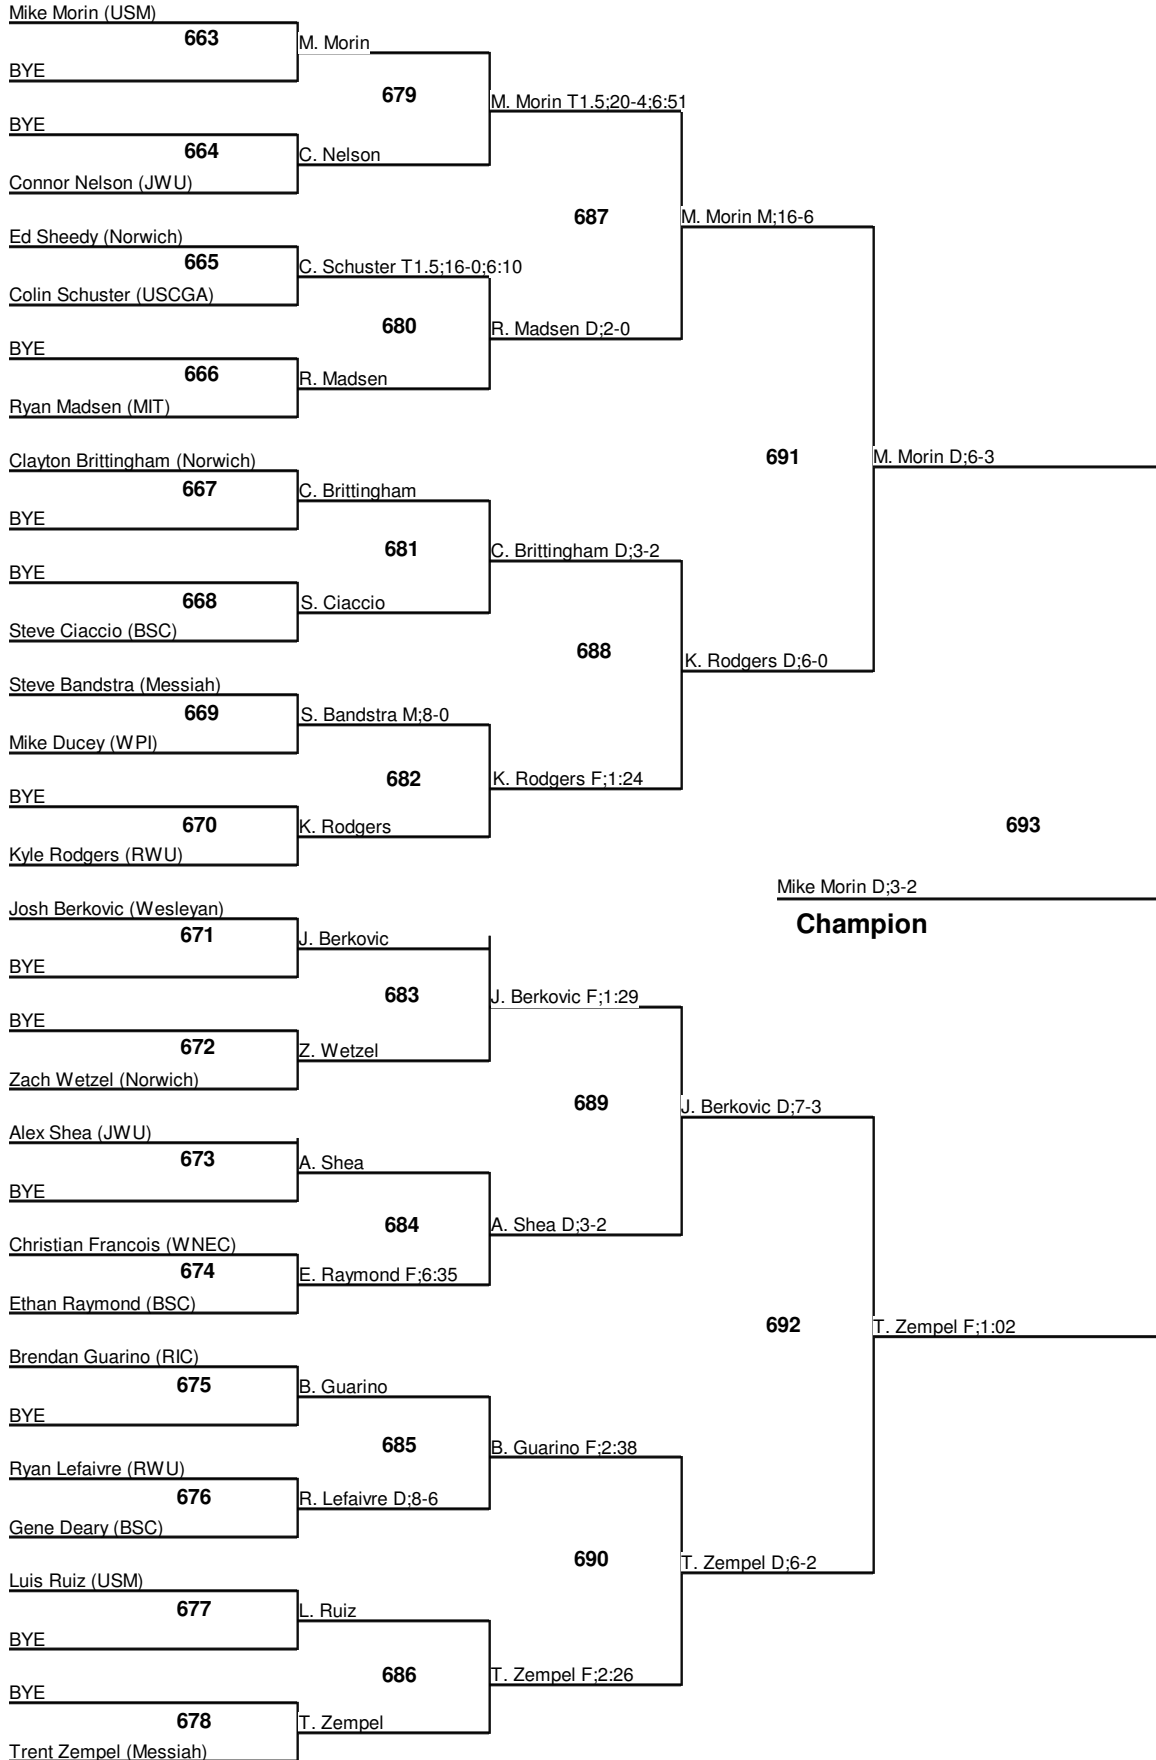 Mike Morin (USM)
663
M. Morin
BYE
679
M. Morin T1.5;20-4;6:51
BYE
664
C. Nelson
Connor Nelson (JWU)
687
M. Morin M;16-6
Ed Sheedy (Norwich)
665
C. Schuster T1.5;16-0;6:10
Colin Schuster (USCGA)
680
R. Madsen D;2-0
BYE
666
R. Madsen
Ryan Madsen (MIT)
691
M. Morin D;6-3
Clayton Brittingham (Norwich)
667
C. Brittingham
BYE
681
C. Brittingham D;3-2
BYE
668
S. Ciaccio
Steve Ciaccio (BSC)
688
K. Rodgers D;6-0
Steve Bandstra (Messiah)
669
S. Bandstra M;8-0
Mike Ducey (WPI)
682
K. Rodgers F;1:24
BYE
670
K. Rodgers
Kyle Rodgers (RWU)
693
Mike Morin D;3-2
Champion
Josh Berkovic (Wesleyan)
671
J. Berkovic
BYE
683
J. Berkovic F;1:29
BYE
672
Z. Wetzel
Zach Wetzel (Norwich)
689
J. Berkovic D;7-3
Alex Shea (JWU)
673
A. Shea
BYE
684
A. Shea D;3-2
Christian Francois (WNEC)
674
E. Raymond F;6:35
Ethan Raymond (BSC)
692
T. Zempel F;1:02
Brendan Guarino (RIC)
675
B. Guarino
BYE
685
B. Guarino F;2:38
Ryan Lefaivre (RWU)
676
R. Lefaivre D;8-6
Gene Deary (BSC)
690
T. Zempel D;6-2
Luis Ruiz (USM)
677
L. Ruiz
BYE
686
T. Zempel F;2:26
BYE
678
T. Zempel
Trent Zempel (Messiah)